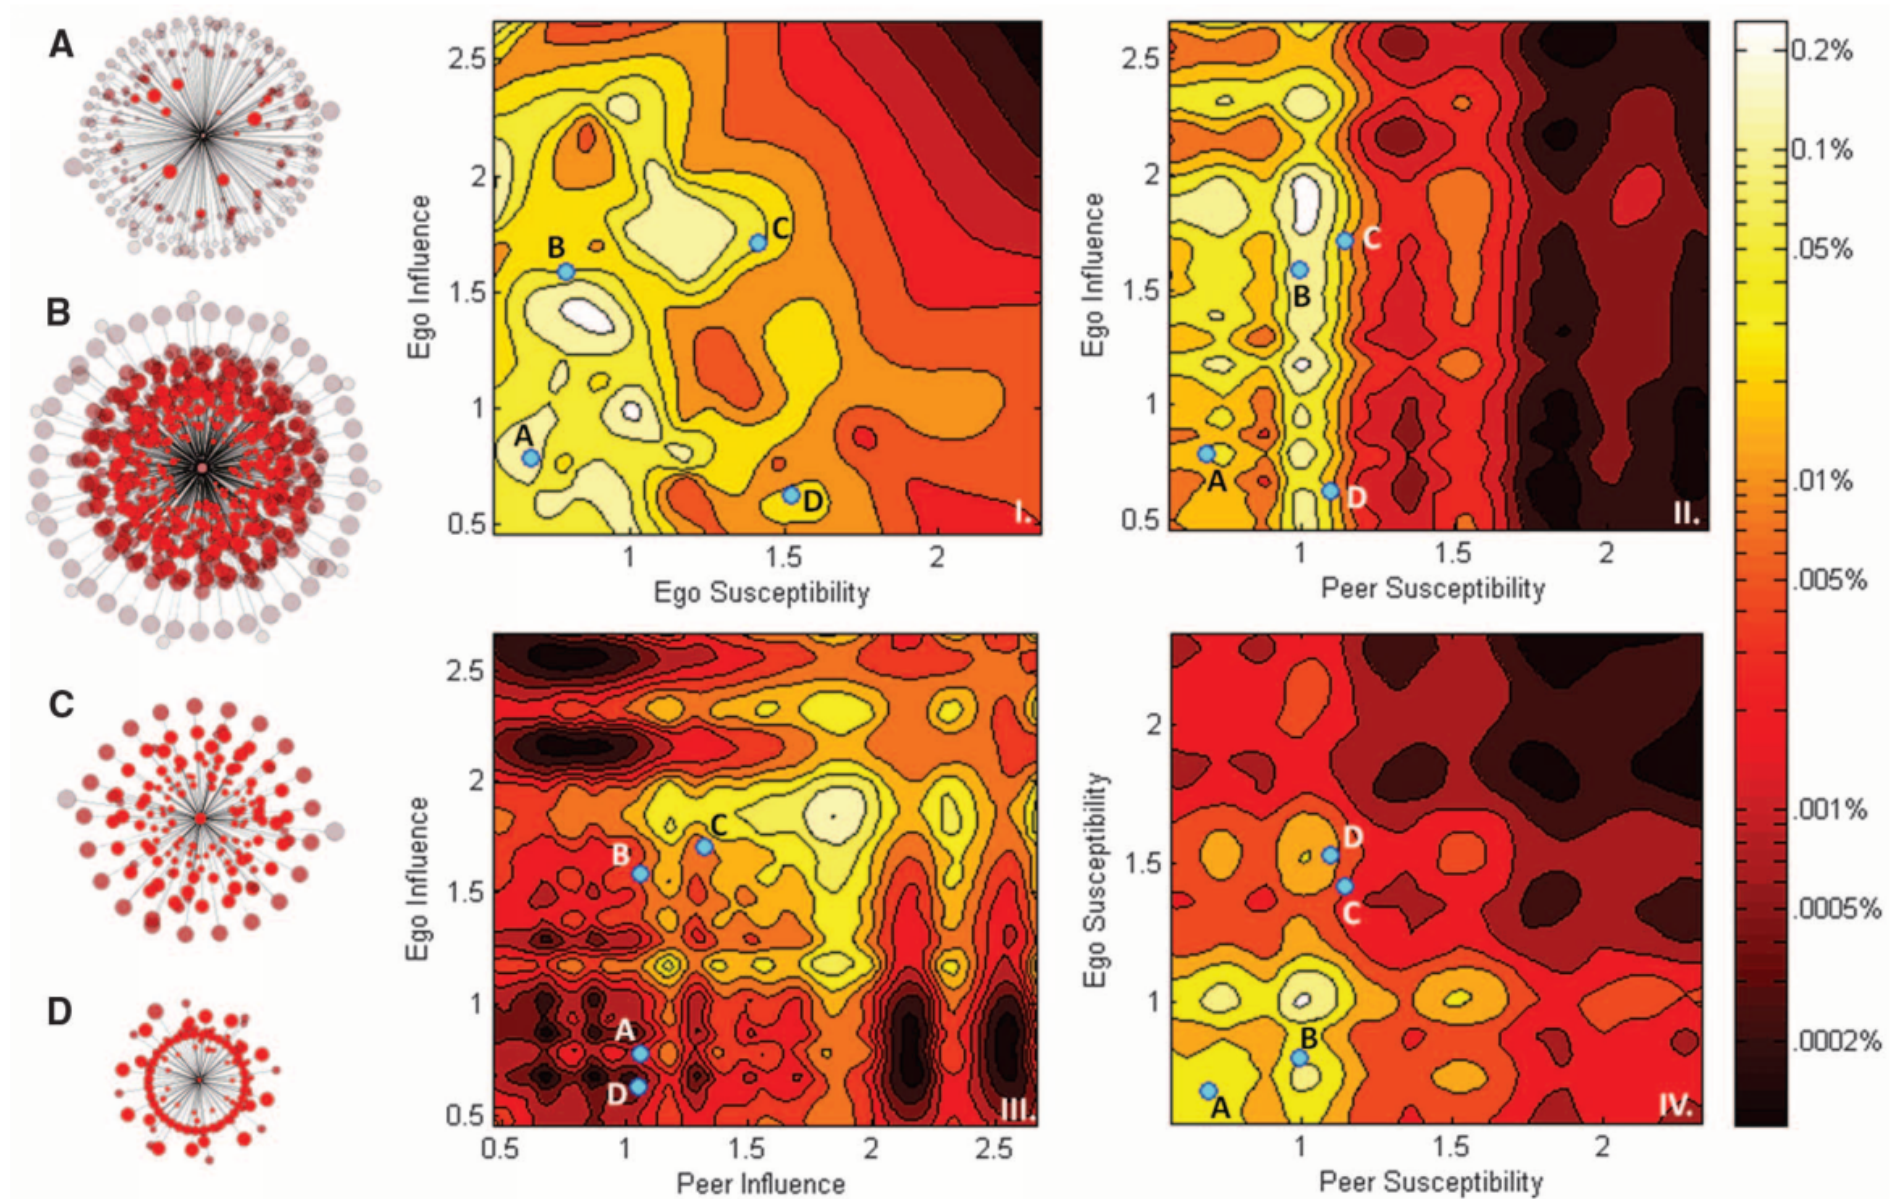 A
B
C
D
2.5
2
1.5
1
0.5
Ego Influence
A
B
C
D
I.
1
1.5
2
Ego Susceptibility
2.5
2
1.5
1
0.5
Ego Influence
A
B
C
D
II.
1
1.5
2
Peer Susceptibility
2.5
2
1.5
1
0.5
Ego Influence
A
B
C
D
III.
0.5
1
1.5
2
2.5
Peer Influence
2
1.5
1
Ego Susceptibility
A
B
C
D
IV.
1
1.5
2
Peer Susceptibility
0.2%
0.1%
.05%
.01%
.005%
.001%
.0005%
.0002%